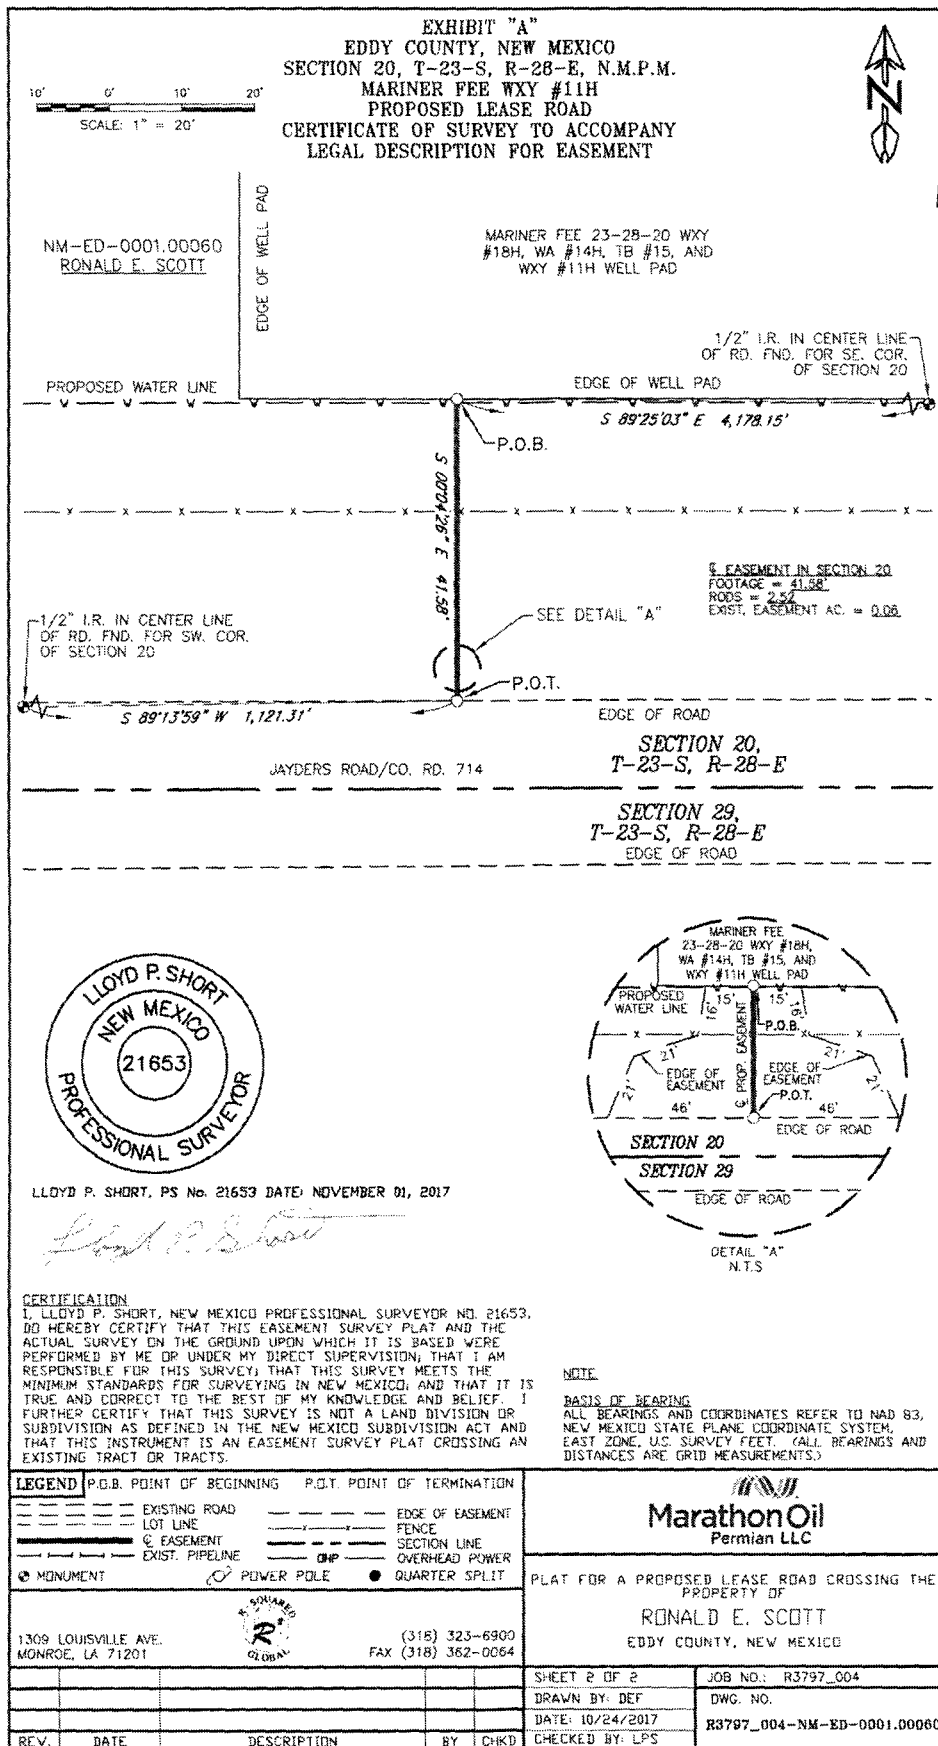 EXHIBIT "A"
EDDY COUNTY, NEW MEXICO
SECTION 20, T-23-S, R-28-E, N.M.P.M.
MARINER FEE WXY #11H
PROPOSED LEASE ROAD
CERTIFICATE OF SURVEY TO ACCOMPANY
LEGAL DESCRIPTION FOR EASEMENT
10' 0' 10' 20'
SCALE: 1" = 20'
N
NM-ED-0001.00060
RONALD E. SCOTT
EDGE OF WELL PAD
MARINER FEE 23-28-20 WXY
#18H, WA #14H, TB #15, AND
WXY #11H WELL PAD
1/2" I.R. IN CENTER LINE
OF RD. FND. FOR SE. COR.
OF SECTION 20
PROPOSED WATER LINE
EDGE OF WELL PAD
S 89°25'03" E 4,178.15'
P.O.B.
S 00°04'26" E 41.58'
℄ EASEMENT IN SECTION 20
FOOTAGE = 41.58'
RODS = 2.52
EXIST. EASEMENT AC. = 0.06
SEE DETAIL "A"
1/2" I.R. IN CENTER LINE
OF RD. FND. FOR SW. COR.
OF SECTION 20
P.O.T.
S 89°13'59" W 1,121.31'
EDGE OF ROAD
SECTION 20,
T-23-S, R-28-E
JAYDERS ROAD/CO. RD. 714
SECTION 29,
T-23-S, R-28-E
EDGE OF ROAD
LLOYD P. SHORT
NEW MEXICO
21653
PROFESSIONAL SURVEYOR
MARINER FEE
23-28-20 WXY #18H,
WA #14H, TB #15, AND
WXY #11H WELL PAD
PROPOSED
WATER LINE
15' 15'
16' 16'
P.O.B.
21' 21'
EDGE OF
EASEMENT
℄ PROP. EASEMENT
EDGE OF
EASEMENT
21' 21'
P.O.T.
46' 46'
EDGE OF ROAD
SECTION 20
SECTION 29
EDGE OF ROAD
DETAIL "A"
N.T.S
LLOYD P. SHORT, PS No. 21653 DATE: NOVEMBER 01, 2017
Lloyd P. Short
CERTIFICATION
I, LLOYD P. SHORT, NEW MEXICO PROFESSIONAL SURVEYOR NO. 21653,
DO HEREBY CERTIFY THAT THIS EASEMENT SURVEY PLAT AND THE
ACTUAL SURVEY ON THE GROUND UPON WHICH IT IS BASED WERE
PERFORMED BY ME OR UNDER MY DIRECT SUPERVISION; THAT I AM
RESPONSIBLE FOR THIS SURVEY; THAT THIS SURVEY MEETS THE
MINIMUM STANDARDS FOR SURVEYING IN NEW MEXICO; AND THAT IT IS
TRUE AND CORRECT TO THE BEST OF MY KNOWLEDGE AND BELIEF. I
FURTHER CERTIFY THAT THIS SURVEY IS NOT A LAND DIVISION OR
SUBDIVISION AS DEFINED IN THE NEW MEXICO SUBDIVISION ACT AND
THAT THIS INSTRUMENT IS AN EASEMENT SURVEY PLAT CROSSING AN
EXISTING TRACT OR TRACTS.
NOTE
BASIS OF BEARING
ALL BEARINGS AND COORDINATES REFER TO NAD 83,
NEW MEXICO STATE PLANE COORDINATE SYSTEM,
EAST ZONE, U.S. SURVEY FEET. (ALL BEARINGS AND
DISTANCES ARE GRID MEASUREMENTS.)
LEGEND P.O.B. POINT OF BEGINNING P.O.T. POINT OF TERMINATION
EXISTING ROAD
LOT LINE
℄ EASEMENT
EXIST. PIPELINE
EDGE OF EASEMENT
FENCE
SECTION LINE
OHP OVERHEAD POWER
MONUMENT POWER POLE QUARTER SPLIT
MarathonOil
Permian LLC
PLAT FOR A PROPOSED LEASE ROAD CROSSING THE
PROPERTY OF
RONALD E. SCOTT
EDDY COUNTY, NEW MEXICO
1309 LOUISVILLE AVE.
MONROE, LA 71201
R SQUARED
R
GLOBAL
(318) 323-6900
FAX (318) 362-0064
SHEET 2 OF 2
JOB NO.: R3797_004
DRAWN BY: DEF
DWG. NO.
DATE: 10/24/2017
R3797_004-NM-ED-0001.00060
CHECKED BY: LPS
REV. DATE DESCRIPTION BY CHKD